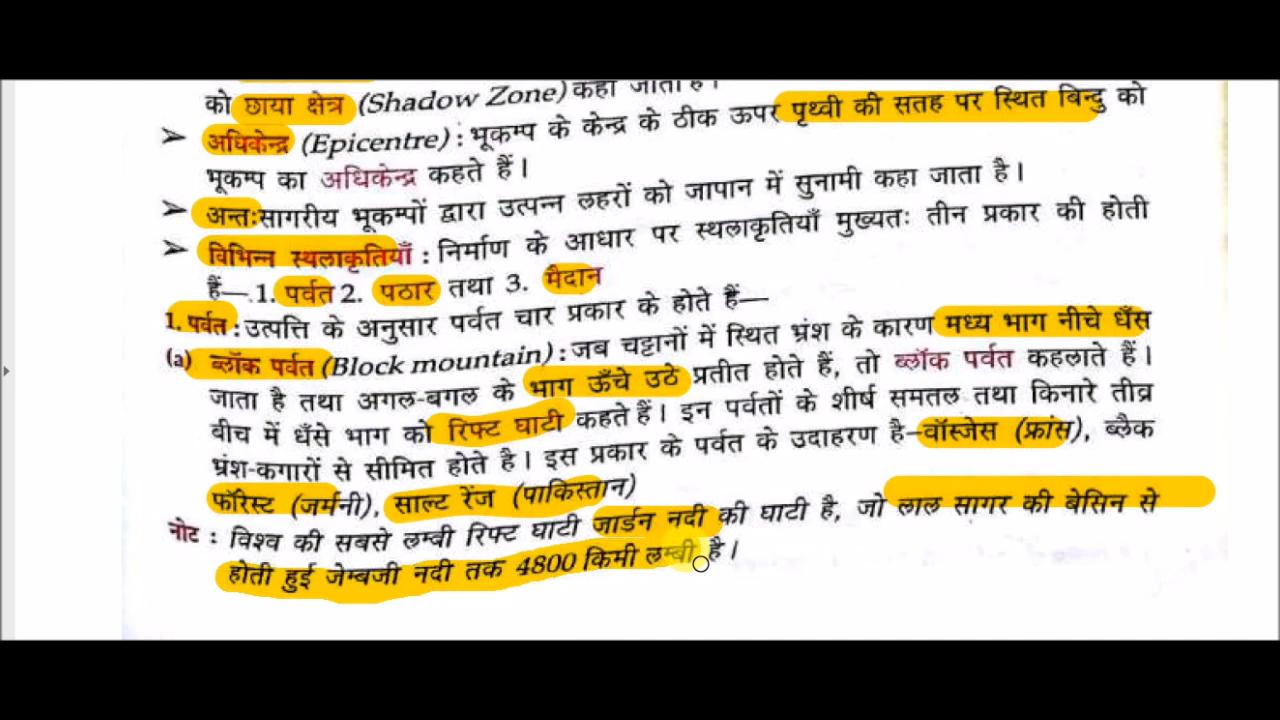 को छाया क्षेत्र (Shadow Zone) कहा जाता है।
➤ अधिकेन्द्र (Epicentre) : भूकम्प के केन्द्र के ठीक ऊपर पृथ्वी की सतह पर स्थित बिन्दु को
भूकम्प का अधिकेन्द्र कहते हैं।
➤ अन्तःसागरीय भूकम्पों द्वारा उत्पन्न लहरों को जापान में सुनामी कहा जाता है।
➤ विभिन्न स्थलाकृतियाँ : निर्माण के आधार पर स्थलाकृतियाँ मुख्यतः तीन प्रकार की होती
हैं—1. पर्वत 2. पठार तथा 3. मैदान
1. पर्वत : उत्पत्ति के अनुसार पर्वत चार प्रकार के होते हैं—
(a) ब्लॉक पर्वत (Block mountain) : जब चट्टानों में स्थित भ्रंश के कारण मध्य भाग नीचे धँस
जाता है तथा अगल-बगल के भाग ऊँचे उठे प्रतीत होते हैं, तो ब्लॉक पर्वत कहलाते हैं।
बीच में धँसे भाग को रिफ्ट घाटी कहते हैं। इन पर्वतों के शीर्ष समतल तथा किनारे तीव्र
भ्रंश-कगारों से सीमित होते है। इस प्रकार के पर्वत के उदाहरण है–वॉस्जेस (फ्रांस), ब्लैक
फॉरेस्ट (जर्मनी), साल्ट रेंज (पाकिस्तान)
नोट : विश्व की सबसे लम्बी रिफ्ट घाटी जार्डन नदी की घाटी है, जो लाल सागर की बेसिन से
होती हुई जेम्बजी नदी तक 4800 किमी लम्बी है।